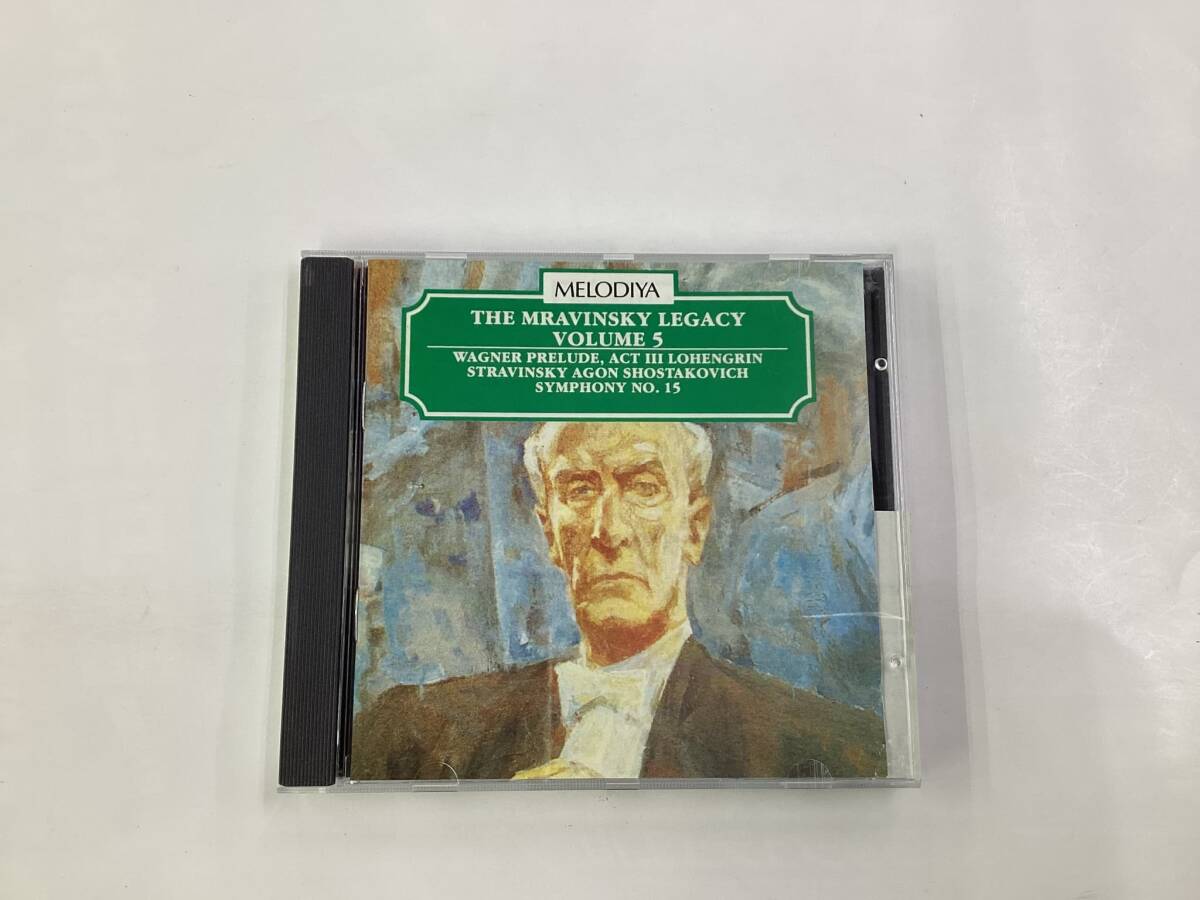 MELODIYA
THE MRAVINSKY LEGACY
VOLUME 5
WAGNER PRELUDE, ACT III LOHENGRIN
STRAVINSKY AGON SHOSTAKOVICH
SYMPHONY NO. 15